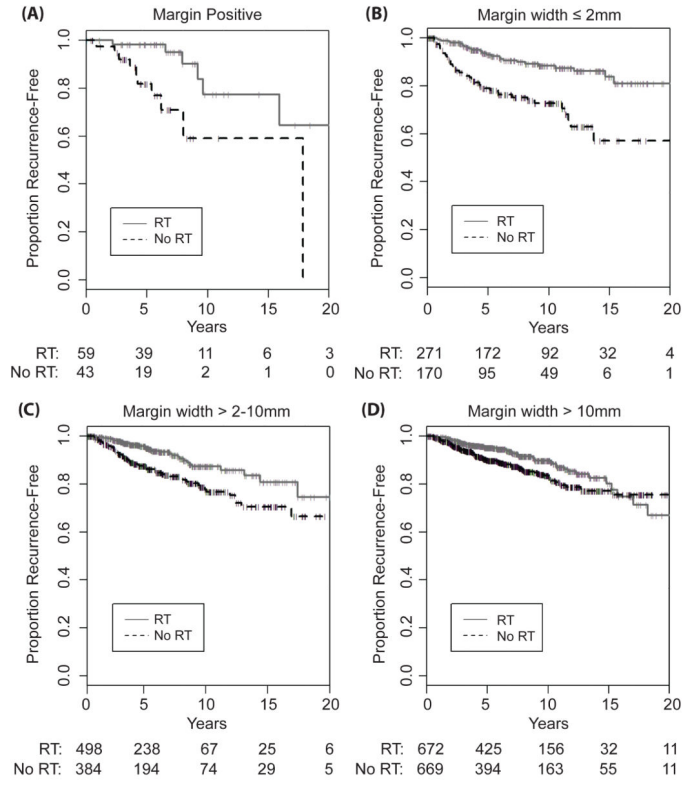 (A) Margin Positive
Proportion Recurrence-Free
1.0
0.8
0.6
0.4
0.2
0.0
RT
No RT
0 5 10 15 20
Years
RT: 59 39 11 6 3
No RT: 43 19 2 1 0
(B) Margin width ≤ 2mm
Proportion Recurrence-Free
1.0
0.8
0.6
0.4
0.2
0.0
RT
No RT
0 5 10 15 20
Years
RT: 271 172 92 32 4
No RT: 170 95 49 6 1
(C) Margin width > 2-10mm
Proportion Recurrence-Free
1.0
0.8
0.6
0.4
0.2
0.0
RT
No RT
0 5 10 15 20
Years
RT: 498 238 67 25 6
No RT: 384 194 74 29 5
(D) Margin width > 10mm
Proportion Recurrence-Free
1.0
0.8
0.6
0.4
0.2
0.0
RT
No RT
0 5 10 15 20
Years
RT: 672 425 156 32 11
No RT: 669 394 163 55 11